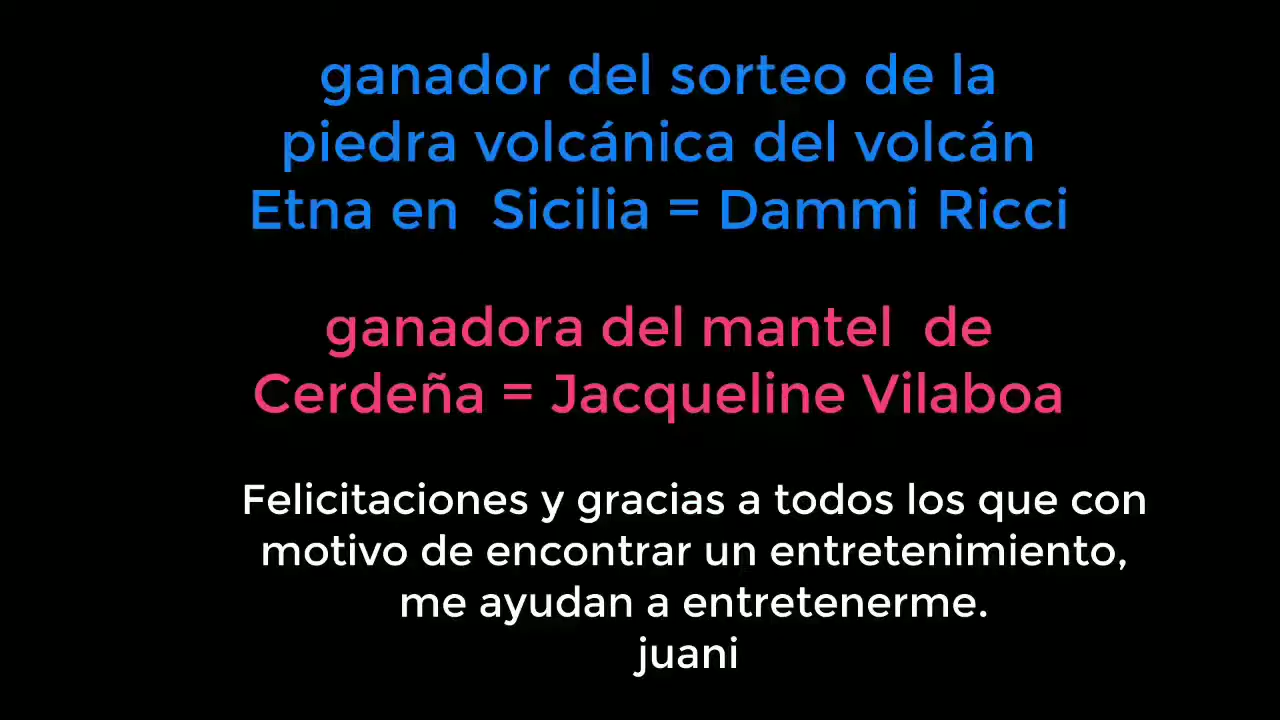 ganador del sorteo de la
piedra volcánica del volcán
Etna en  Sicilia = Dammi Ricci
ganadora del mantel  de
Cerdeña = Jacqueline Vilaboa
Felicitaciones y gracias a todos los que con
motivo de encontrar un entretenimiento,
me ayudan a entretenerme.
juani